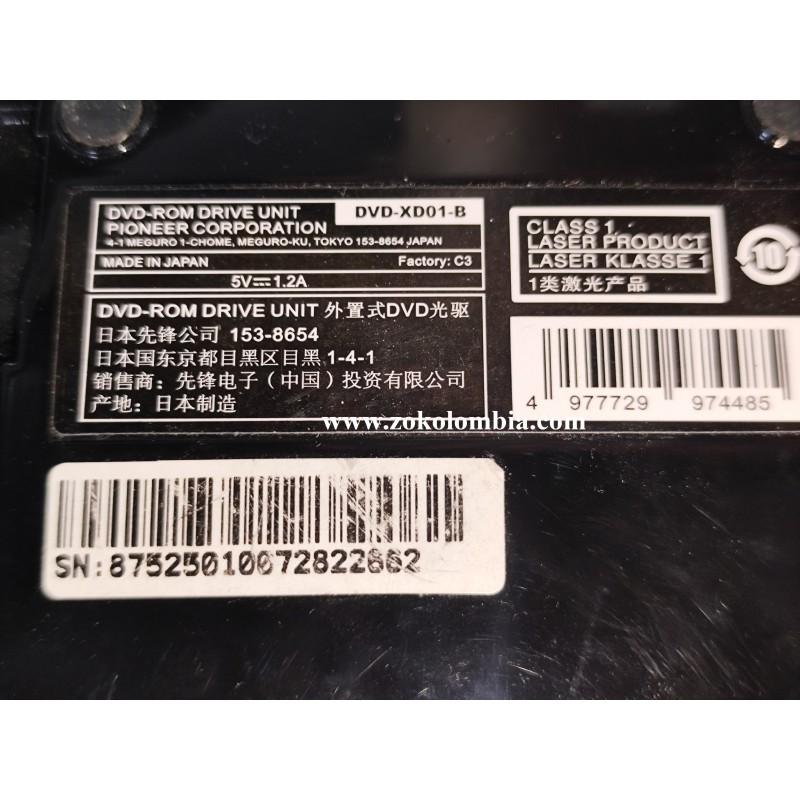 DVD-ROM DRIVE UNIT
DVD-XD01-B
PIONEER CORPORATION
4-1 MEGURO 1-CHOME, MEGURO-KU, TOKYO 153-8654 JAPAN
MADE IN JAPAN
Factory: C3
5V⎓1.2A
DVD-ROM DRIVE UNIT 外置式DVD光驱
日本先锋公司 153-8654
日本国东京都目黑区目黑 1-4-1
销售商：先锋电子（中国）投资有限公司
产地：日本制造
CLASS 1
LASER PRODUCT
LASER KLASSE 1
1类激光产品
10
4 977729 974485
www.zokolombia.com
SN:87525010072822862